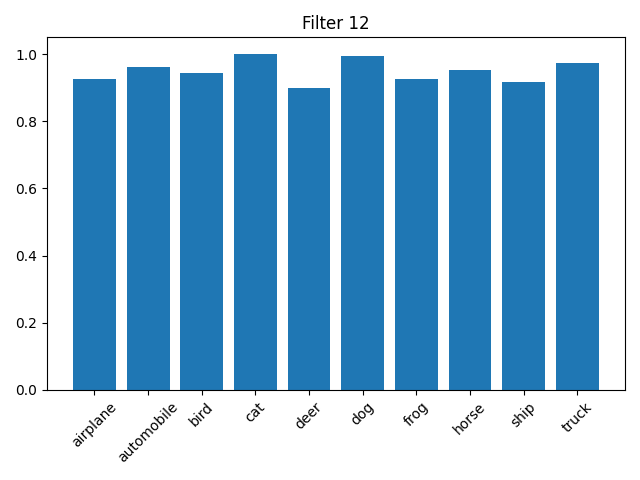 Filter 12
1.0
0.8
0.6
0.4
0.2
0.0
airplane
automobile
bird
cat
deer
dog
frog
horse
ship
truck